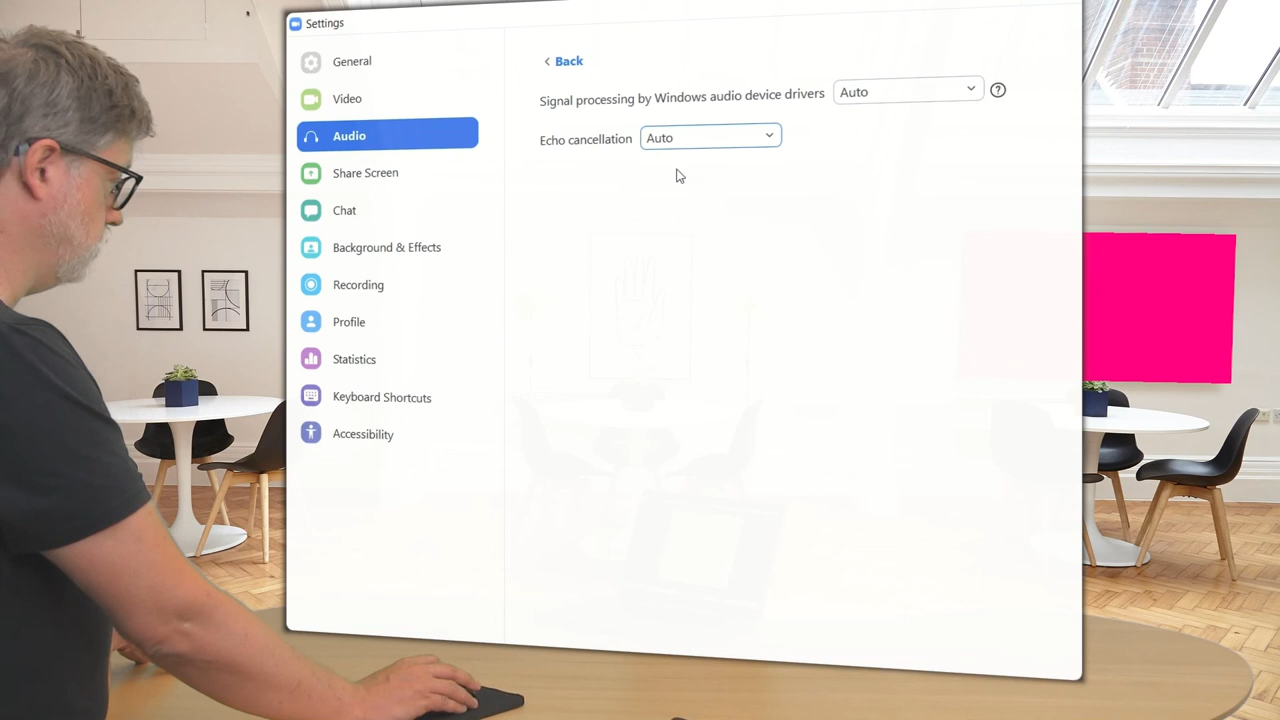 Settings
General
Video
Audio
Share Screen
Chat
Background & Effects
Recording
Profile
Statistics
Keyboard Shortcuts
Accessibility
< Back
Signal processing by Windows audio device drivers Auto ?
Echo cancellation Auto